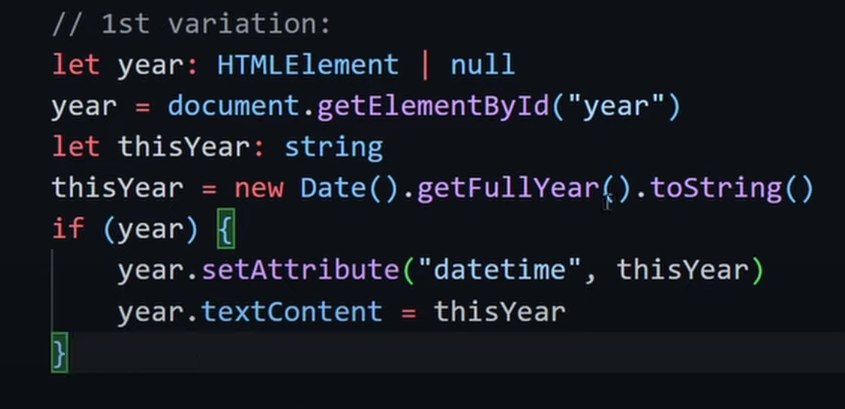 // 1st variation:
let year: HTMLElement | null
year = document.getElementById("year")
let thisYear: string
thisYear = new Date().getFullYear().toString()
if (year) {
    year.setAttribute("datetime", thisYear)
    year.textContent = thisYear
}